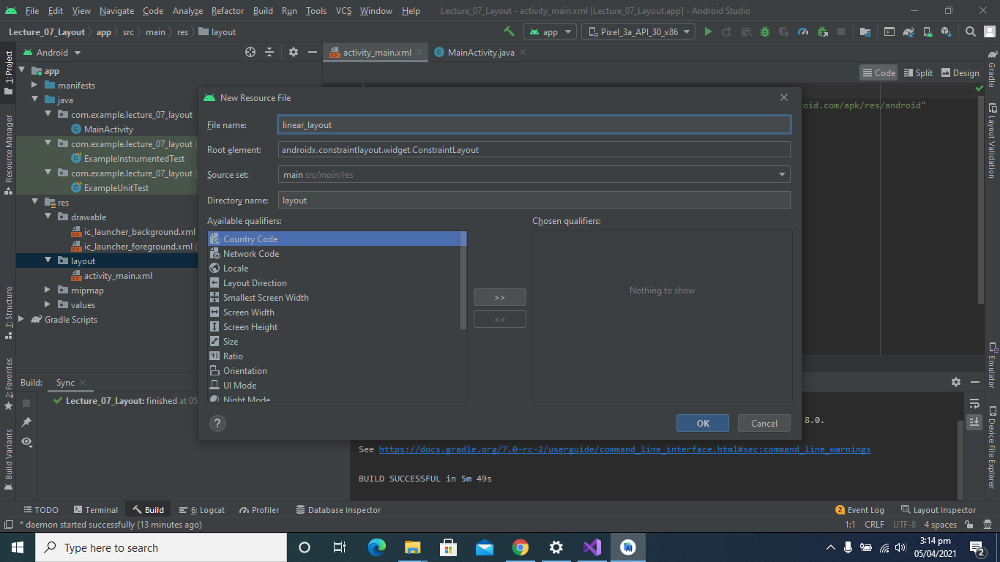 File Edit View Navigate Code Analyze Refactor Build Run Tools VCS Window Help Lecture_07_Layout - activity_main.xml [Lecture_07_Layout.app] - Android Studio
Lecture_07_Layout app src main res layout app Pixel_3a_API_30_x86
Android activity_main.xml MainActivity.java
Code Split Design
1: Project
Resource Manager
7: Structure
2: Favorites
Build Variants
app
manifests
java
com.example.lecture_07_layout
MainActivity
com.example.lecture_07_layout (
ExampleInstrumentedTest
com.example.lecture_07_layout (
ExampleUnitTest
res
drawable
ic_launcher_background.xml
ic_launcher_foreground.xml (
layout
activity_main.xml
mipmap
values
Gradle Scripts
roid.com/apk/res/android"
New Resource File
File name: linear_layout
Root element: androidx.constraintlayout.widget.ConstraintLayout
Source set: main src/main/res
Directory name: layout
Available qualifiers: Chosen qualifiers:
Country Code
Network Code
Locale
Layout Direction
Smallest Screen Width
Screen Width
Screen Height
Size
Ratio
Orientation
UI Mode
Night Mode
>>
<<
Nothing to show
? OK Cancel
Gradle
Layout Validation
Emulator
Device File Explorer
Build: Sync
Lecture_07_Layout: finished at 05
8.0.
See https://docs.gradle.org/7.0-rc-2/userguide/command_line_interface.html#sec:command_line_warnings
BUILD SUCCESSFUL in 5m 49s
TODO Terminal Build 6: Logcat Profiler Database Inspector 2 Event Log Layout Inspector
* daemon started successfully (13 minutes ago) 1:1 CRLF UTF-8 4 spaces
Type here to search 3:14 pm
05/04/2021 2